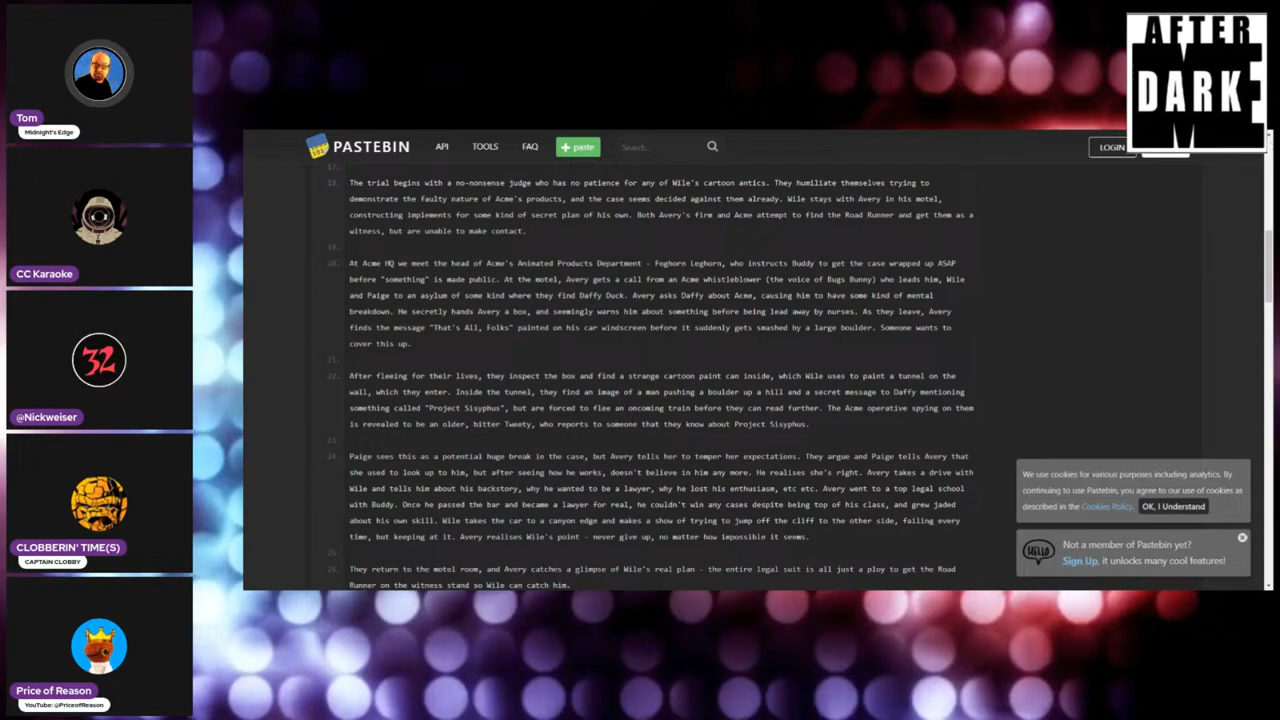 Tom
Midnight's Edge
CC Karaoke
32
@Nickweiser
CLOBBERIN' TIME(S)
CAPTAIN CLOBBY
Price of Reason
YouTube: @PriceofReason
AFTER
DARK
ME
PASTEBIN
API
TOOLS
FAQ
+ paste
Search...
LOGIN
17.
18. The trial begins with a no-nonsense judge who has no patience for any of Wile's cartoon antics. They humiliate themselves trying to
demonstrate the faulty nature of Acme's products, and the case seems decided against them already. Wile stays with Avery in his motel,
constructing implements for some kind of secret plan of his own. Both Avery's firm and Acme attempt to find the Road Runner and get them as a
witness, but are unable to make contact.
19.
20. At Acme HQ we meet the head of Acme's Animated Products Department - Foghorn Leghorn, who instructs Buddy to get the case wrapped up ASAP
before "something" is made public. At the motel, Avery gets a call from an Acme whistleblower (the voice of Bugs Bunny) who leads him, Wile
and Paige to an asylum of some kind where they find Daffy Duck. Avery asks Daffy about Acme, causing him to have some kind of mental
breakdown. He secretly hands Avery a box, and seemingly warns him about something before being lead away by nurses. As they leave, Avery
finds the message "That's All, Folks" painted on his car windscreen before it suddenly gets smashed by a large boulder. Someone wants to
cover this up.
21.
22. After fleeing for their lives, they inspect the box and find a strange cartoon paint can inside, which Wile uses to paint a tunnel on the
wall, which they enter. Inside the tunnel, they find an image of a man pushing a boulder up a hill and a secret message to Daffy mentioning
something called "Project Sisyphus", but are forced to flee an oncoming train before they can read further. The Acme operative spying on them
is revealed to be an older, bitter Tweety, who reports to someone that they know about Project Sisyphus.
23.
24. Paige sees this as a potential huge break in the case, but Avery tells her to temper her expectations. They argue and Paige tells Avery that
she used to look up to him, but after seeing how he works, doesn't believe in him any more. He realises she's right. Avery takes a drive with
Wile and tells him about his backstory, why he wanted to be a lawyer, why he lost his enthusiasm, etc etc. Avery went to a top legal school
with Buddy. Once he passed the bar and became a lawyer for real, he couldn't win any cases despite being top of his class, and grew jaded
about his own skill. Wile takes the car to a canyon edge and makes a show of trying to jump off the cliff to the other side, failing every
time, but keeping at it. Avery realises Wile's point - never give up, no matter how impossible it seems.
25.
26. They return to the motel room, and Avery catches a glimpse of Wile's real plan - the entire legal suit is all just a ploy to get the Road
Runner on the witness stand so Wile can catch him.
We use cookies for various purposes including analytics. By
continuing to use Pastebin, you agree to our use of cookies as
described in the Cookies Policy. OK, I Understand
HELLO
Not a member of Pastebin yet?
Sign Up, it unlocks many cool features!